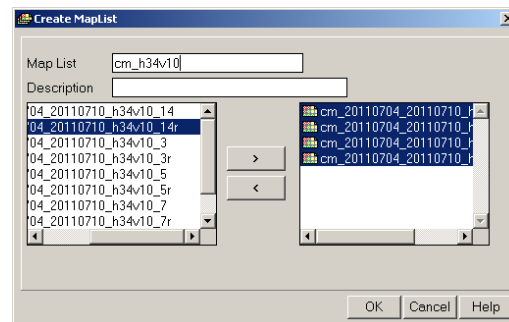 Create MapList
Map List cm_h34v10
Description
'04_20110710_h34v10_14
'04_20110710_h34v10_14r
'04_20110710_h34v10_3
'04_20110710_h34v10_3r
'04_20110710_h34v10_5
'04_20110710_h34v10_5r
'04_20110710_h34v10_7
'04_20110710_h34v10_7r
>
<
cm_20110704_20110710_h
cm_20110704_20110710_h
cm_20110704_20110710_h
cm_20110704_20110710_h
OK Cancel Help